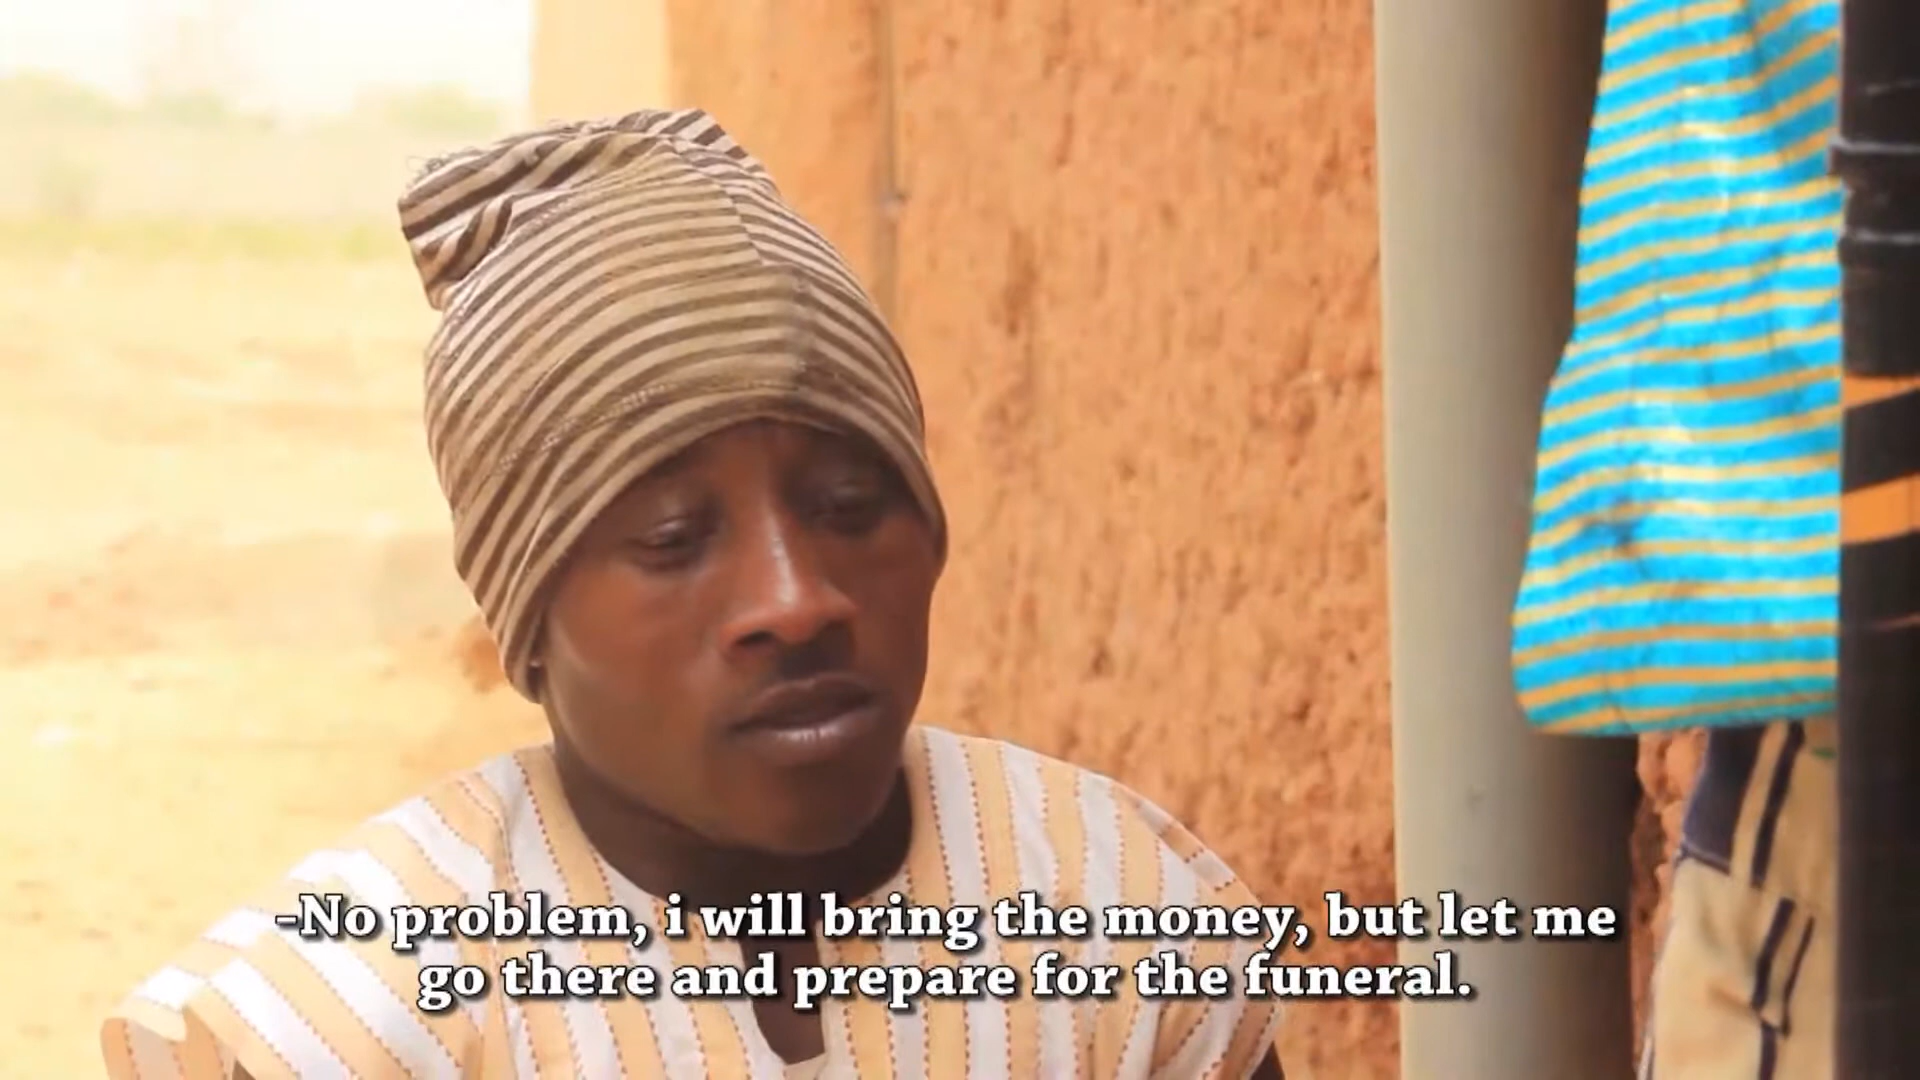 -No problem, i will bring the money, but let me
go there and prepare for the funeral.